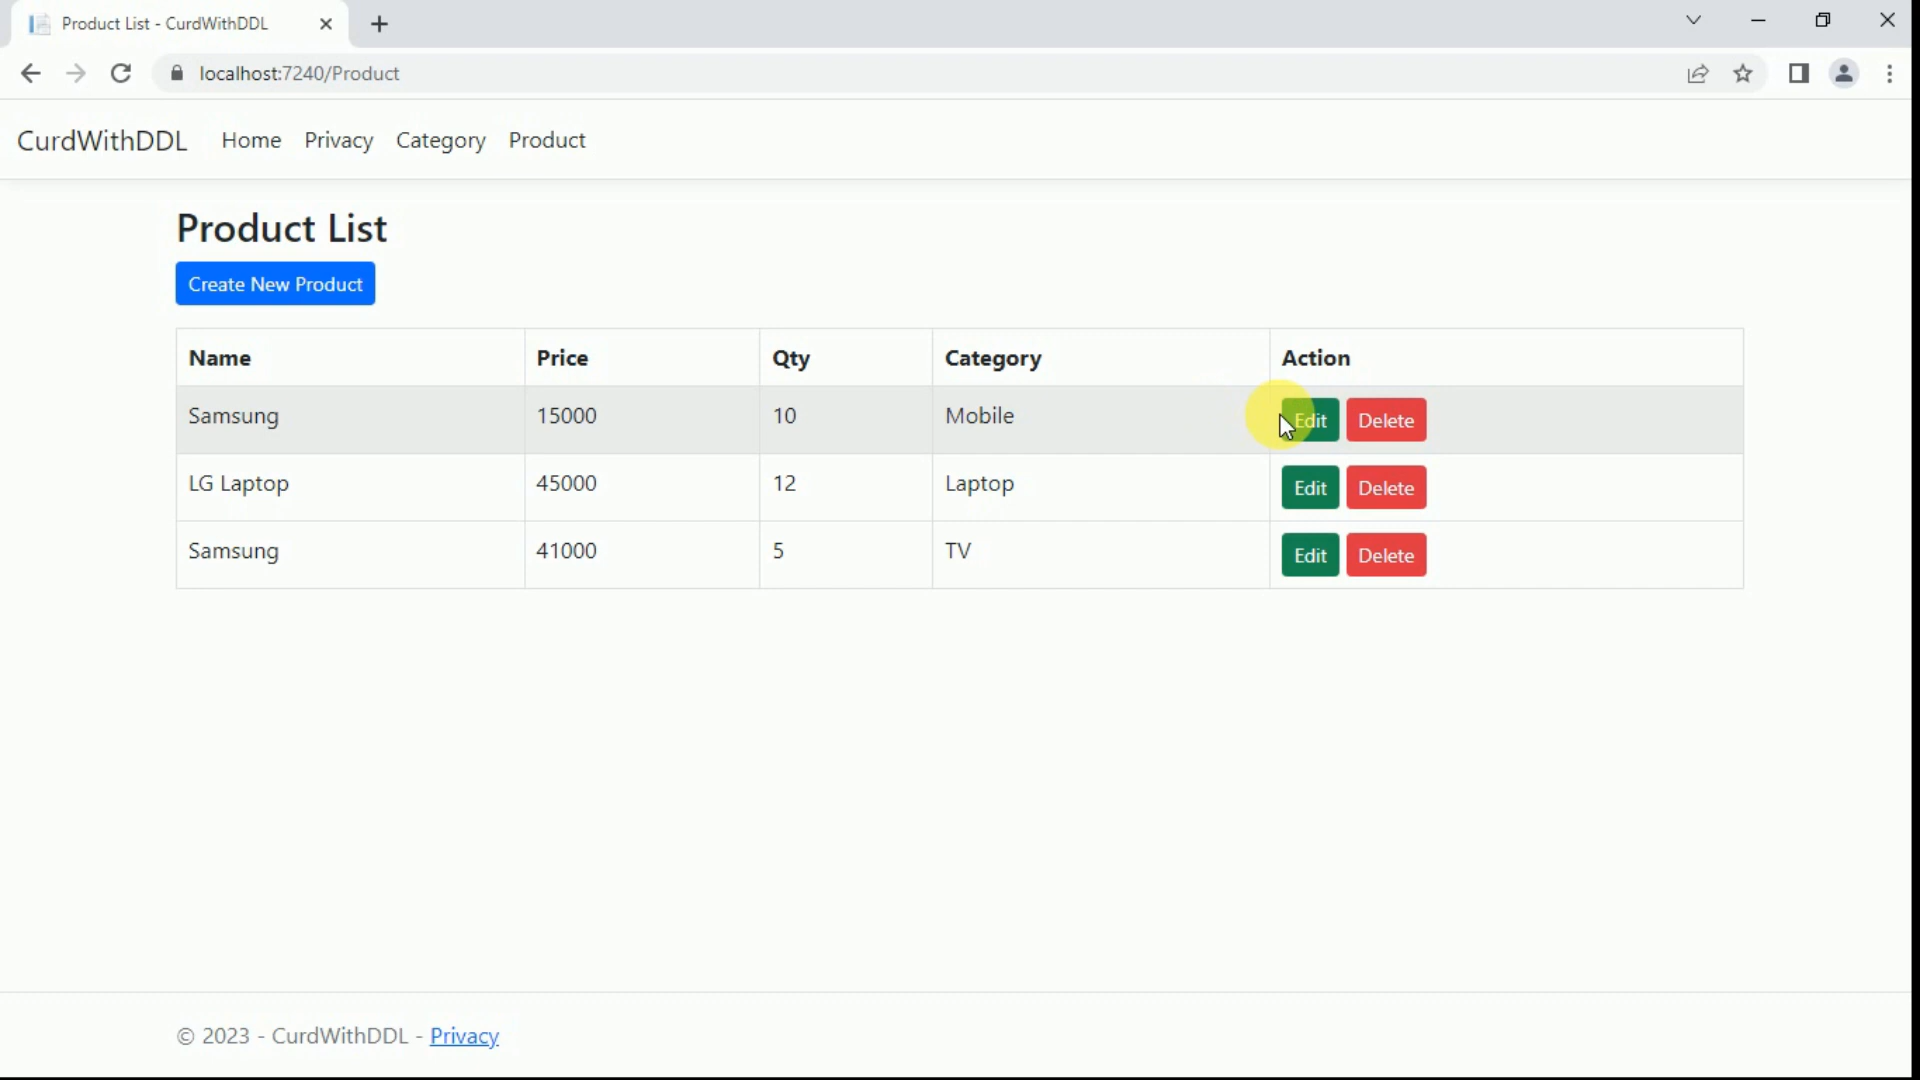 Product List - CurdWithDDL
localhost:7240/Product
CurdWithDDL Home Privacy Category Product
Product List
Create New Product
Name Price Qty Category Action
Samsung 15000 10 Mobile Edit Delete
LG Laptop 45000 12 Laptop Edit Delete
Samsung 41000 5 TV Edit Delete
© 2023 - CurdWithDDL - Privacy